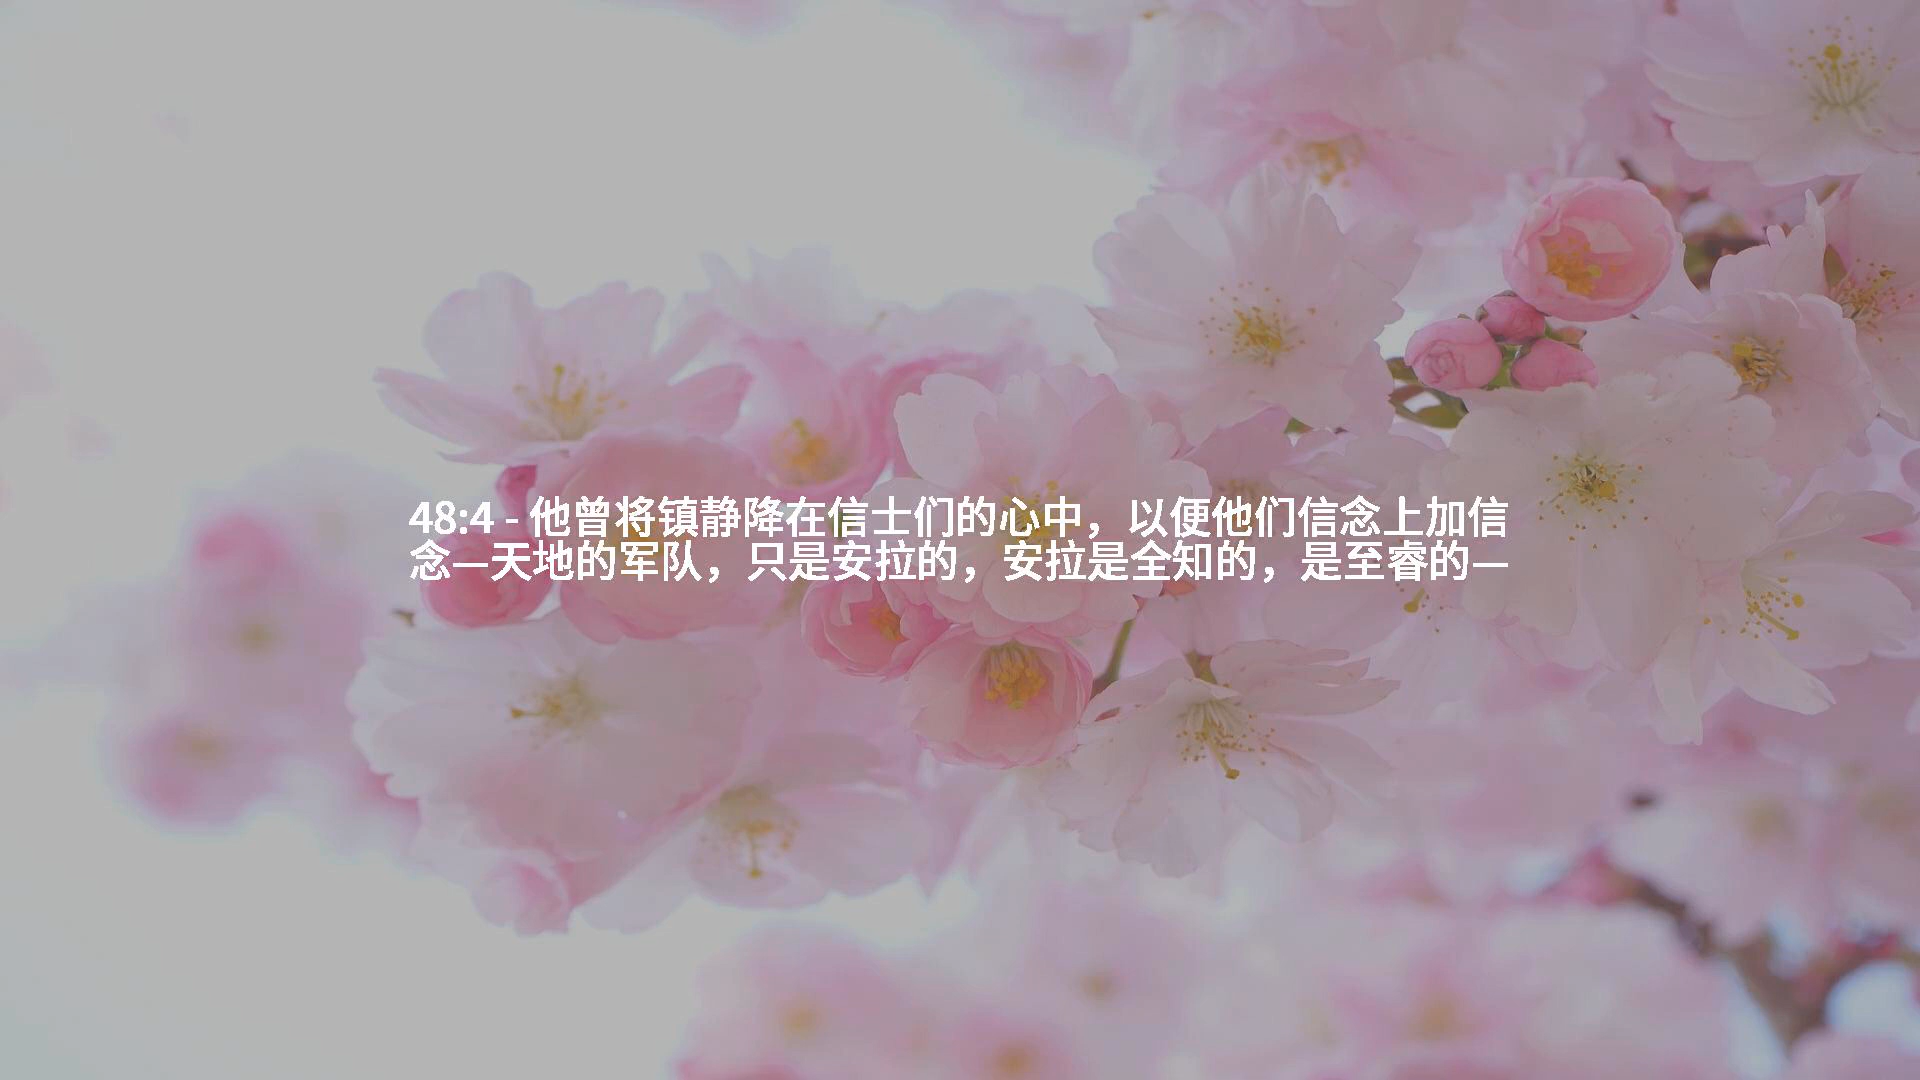 48:4 - 他曾将镇静降在信士们的心中，以便他们信念上加信
念—天地的军队，只是安拉的，安拉是全知的，是至睿的—